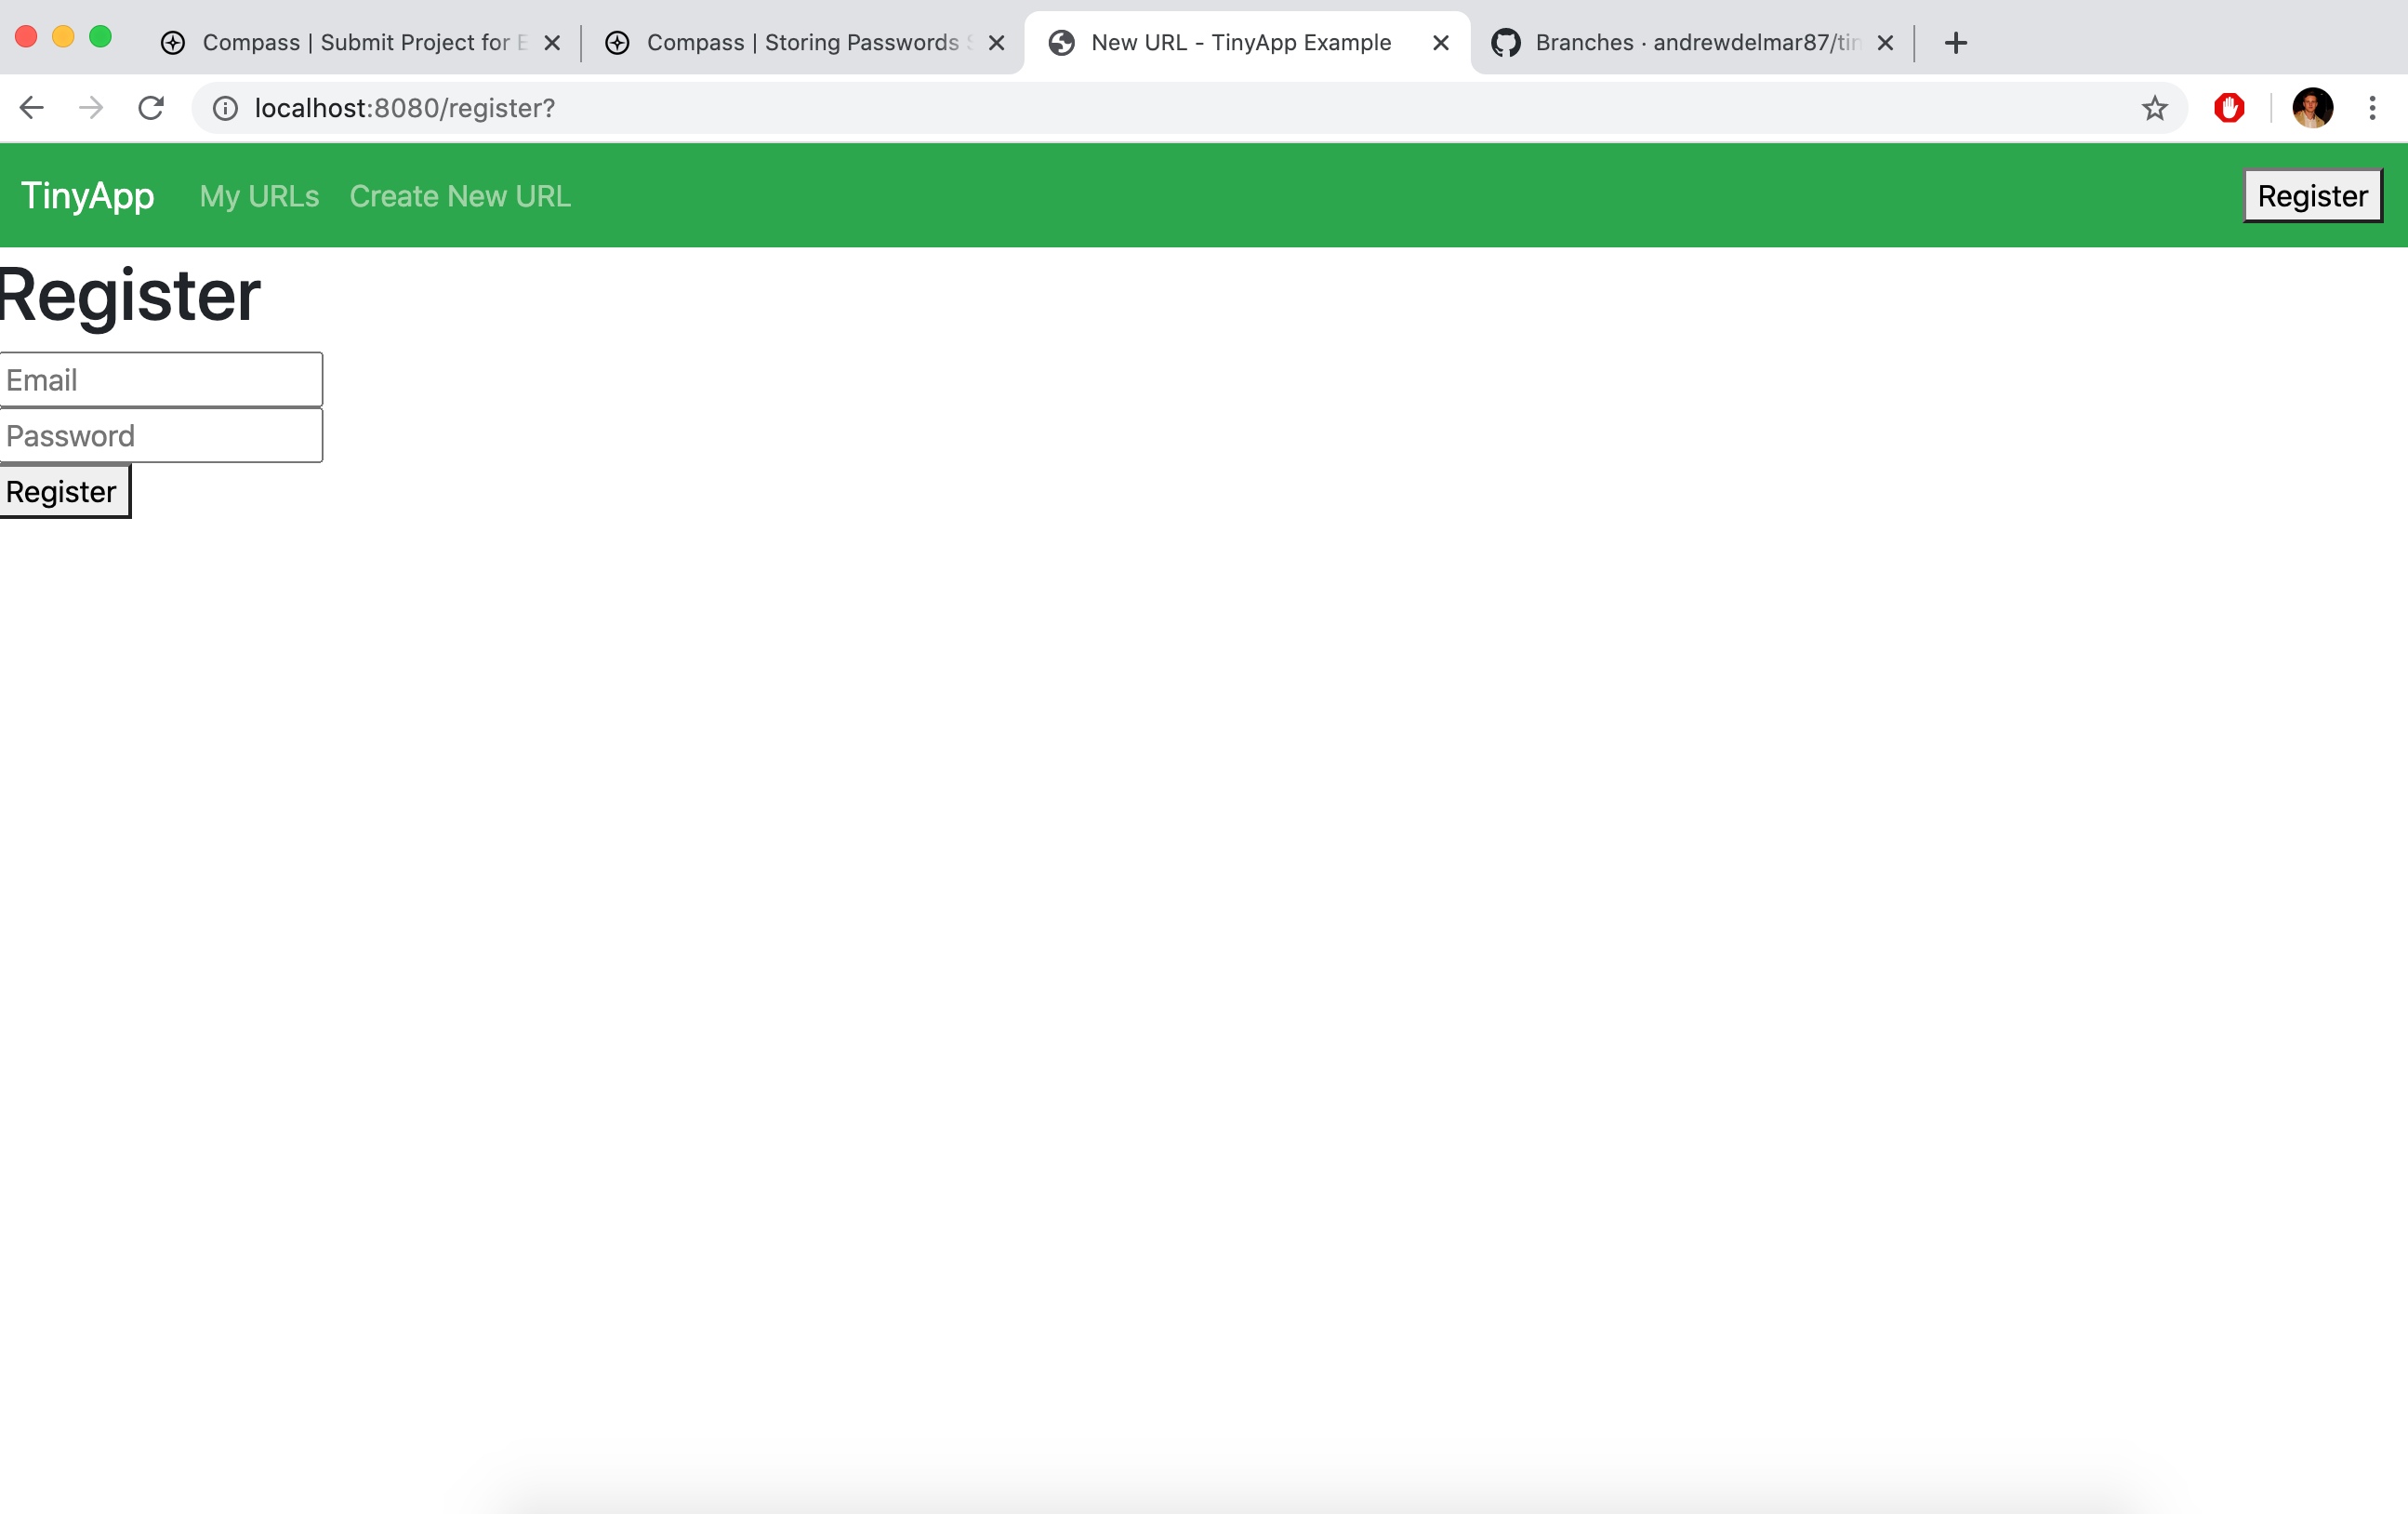 Compass | Submit Project for E
Compass | Storing Passwords S
New URL - TinyApp Example
Branches · andrewdelmar87/tin
localhost:8080/register?
TinyApp My URLs Create New URL Register
Register
Email
Password
Register